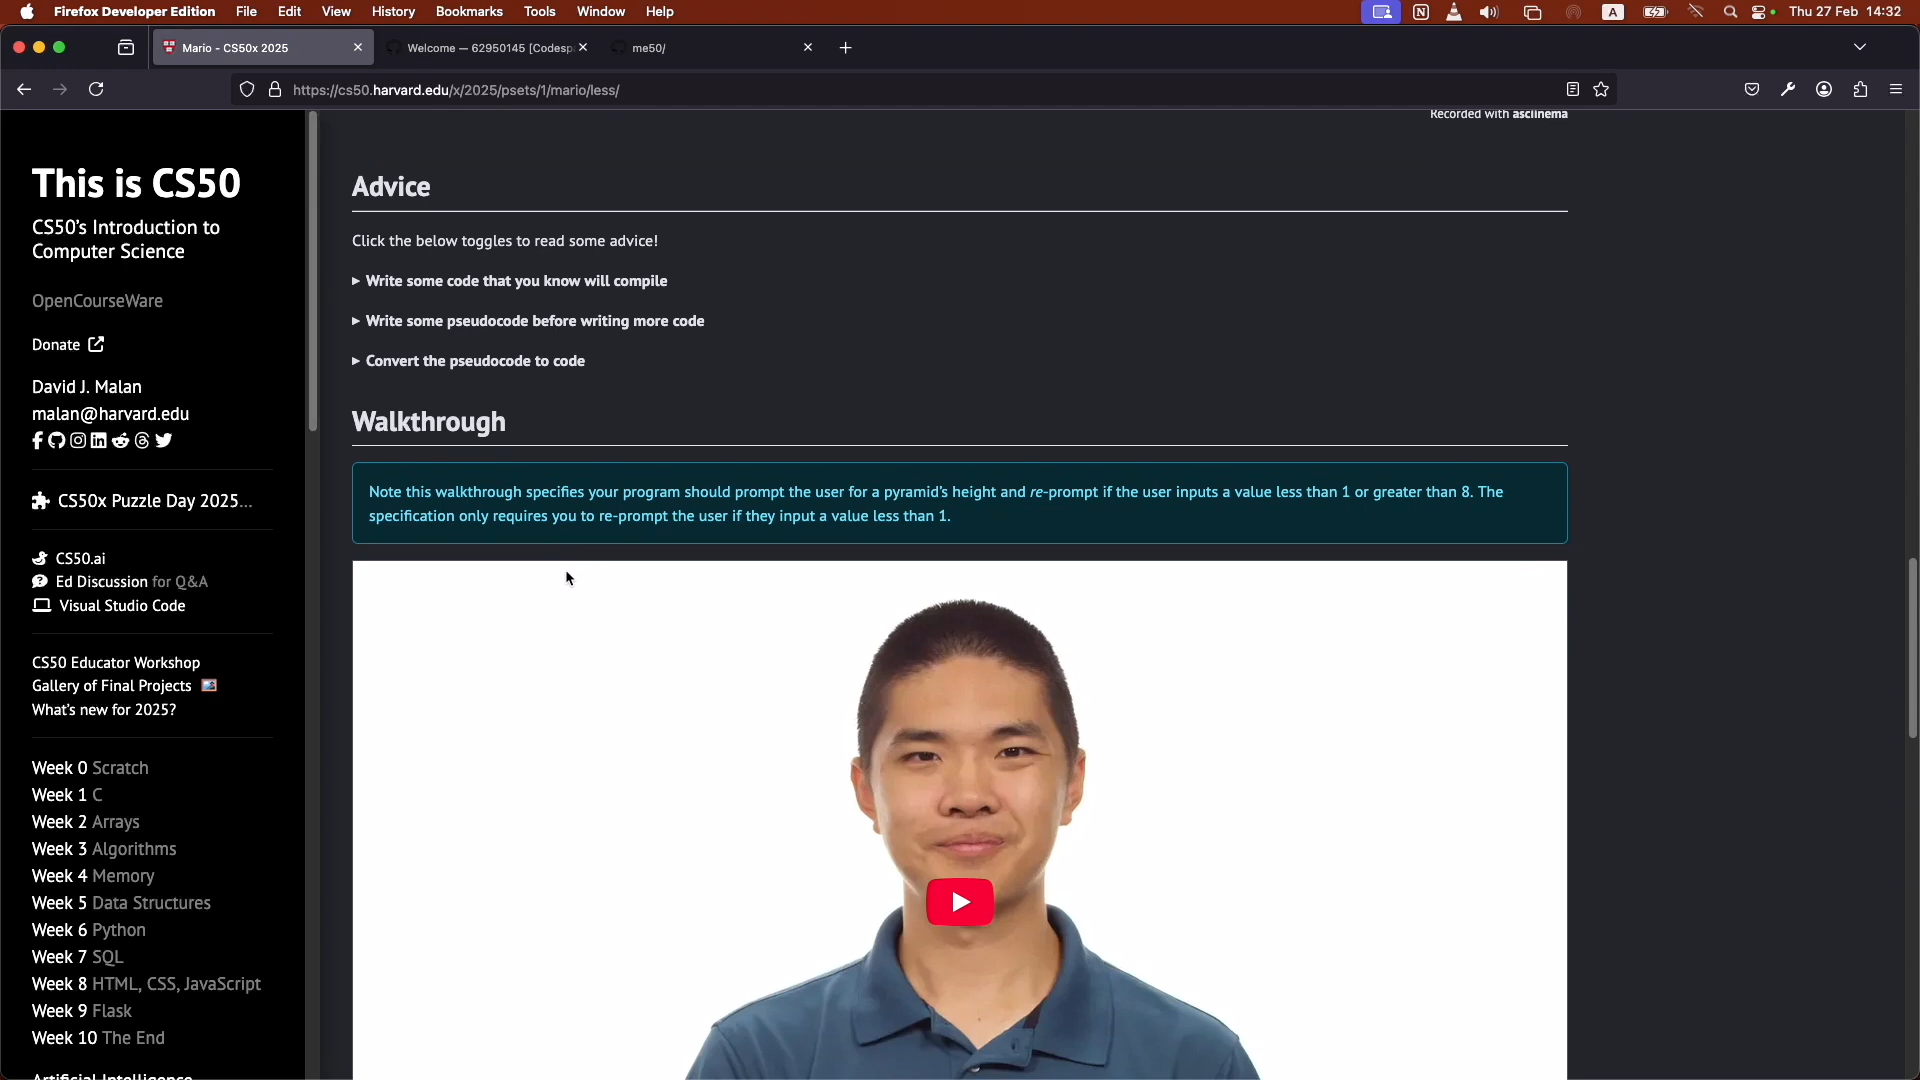 Firefox Developer Edition File Edit View History Bookmarks Tools Window Help Thu 27 Feb 14:32
Mario - CS50x 2025 Welcome — 62950145 [Codesp me50/
https://cs50.harvard.edu/x/2025/psets/1/mario/less/
This is CS50
CS50's Introduction to
Computer Science
OpenCourseWare
Donate
David J. Malan
malan@harvard.edu
CS50x Puzzle Day 2025...
CS50.ai
Ed Discussion for Q&A
Visual Studio Code
CS50 Educator Workshop
Gallery of Final Projects
What's new for 2025?
Week 0 Scratch
Week 1 C
Week 2 Arrays
Week 3 Algorithms
Week 4 Memory
Week 5 Data Structures
Week 6 Python
Week 7 SQL
Week 8 HTML, CSS, JavaScript
Week 9 Flask
Week 10 The End
Artificial Intelligence
Recorded with asciinema
Advice
Click the below toggles to read some advice!
▸ Write some code that you know will compile
▸ Write some pseudocode before writing more code
▸ Convert the pseudocode to code
Walkthrough
Note this walkthrough specifies your program should prompt the user for a pyramid's height and re-prompt if the user inputs a value less than 1 or greater than 8. The
specification only requires you to re-prompt the user if they input a value less than 1.